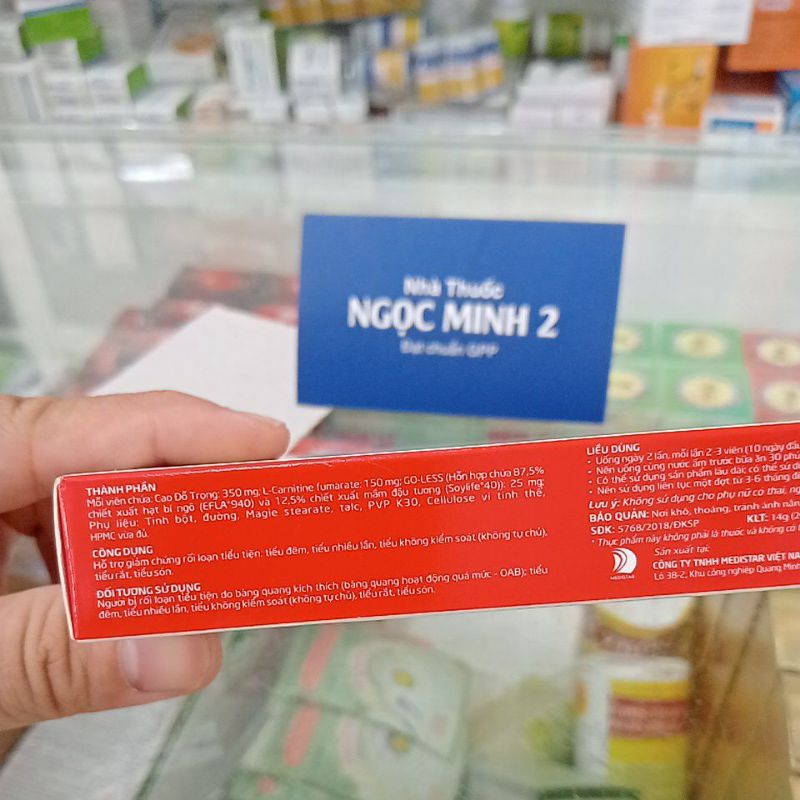 Nhà Thuốc
NGỌC MINH 2
Đạt chuẩn GPP
THÀNH PHẦN
Mỗi viên chứa: Cao Đỗ Trọng: 350 mg; L-Carnitine fumarate: 150 mg; GO-LESS (Hỗn hợp chứa 87,5%
chiết xuất hạt bí ngô (EFLA*940) và 12,5% chiết xuất mầm đậu tương (Soylife*40)): 25 mg;
Phụ liệu: Tinh bột, đường, Magie stearate, talc, PVP K30, Cellulose vi tinh thể,
HPMC vừa đủ.
CÔNG DỤNG
Hỗ trợ giảm chứng rối loạn tiểu tiện: tiểu đêm, tiểu nhiều lần, tiểu không kiểm soát (không tự chủ),
tiểu rắt, tiểu són.
ĐỐI TƯỢNG SỬ DỤNG
Người bị rối loạn tiểu tiện do bàng quang kích thích (bàng quang hoạt động quá mức - OAB); tiểu
đêm, tiểu nhiều lần, tiểu không kiểm soát (không tự chủ), tiểu rắt, tiểu són.
LIỀU DÙNG
- Uống ngày 2 lần, mỗi lần 2-3 viên (10 ngày đầu
- Nên uống cùng nước ấm trước bữa ăn 30 phú
- Có thể sử dụng sản phẩm lâu dài; có thể sử dụ
- Nên sử dụng liên tục một đợt từ 3-6 tháng để
Lưu ý: Không sử dụng cho phụ nữ có thai, ng
BẢO QUẢN: Nơi khô, thoáng, tránh ánh nắn
SĐK: 5768/2018/ĐKSP KLT: 14g (2
* Thực phẩm này không phải là thuốc và không có t
Sản xuất tại:
MEDISTAR
CÔNG TY TNHH MEDISTAR VIỆT NA
Lô 38-2, Khu công nghiệp Quang Minh